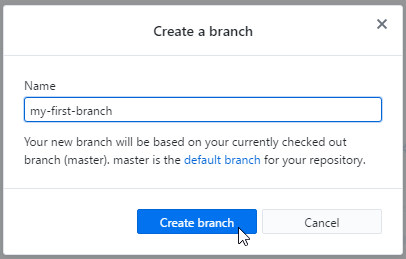 Create a branch
Name
my-first-branch
Your new branch will be based on your currently checked out
branch (master). master is the default branch for your repository.
Create branch
Cancel